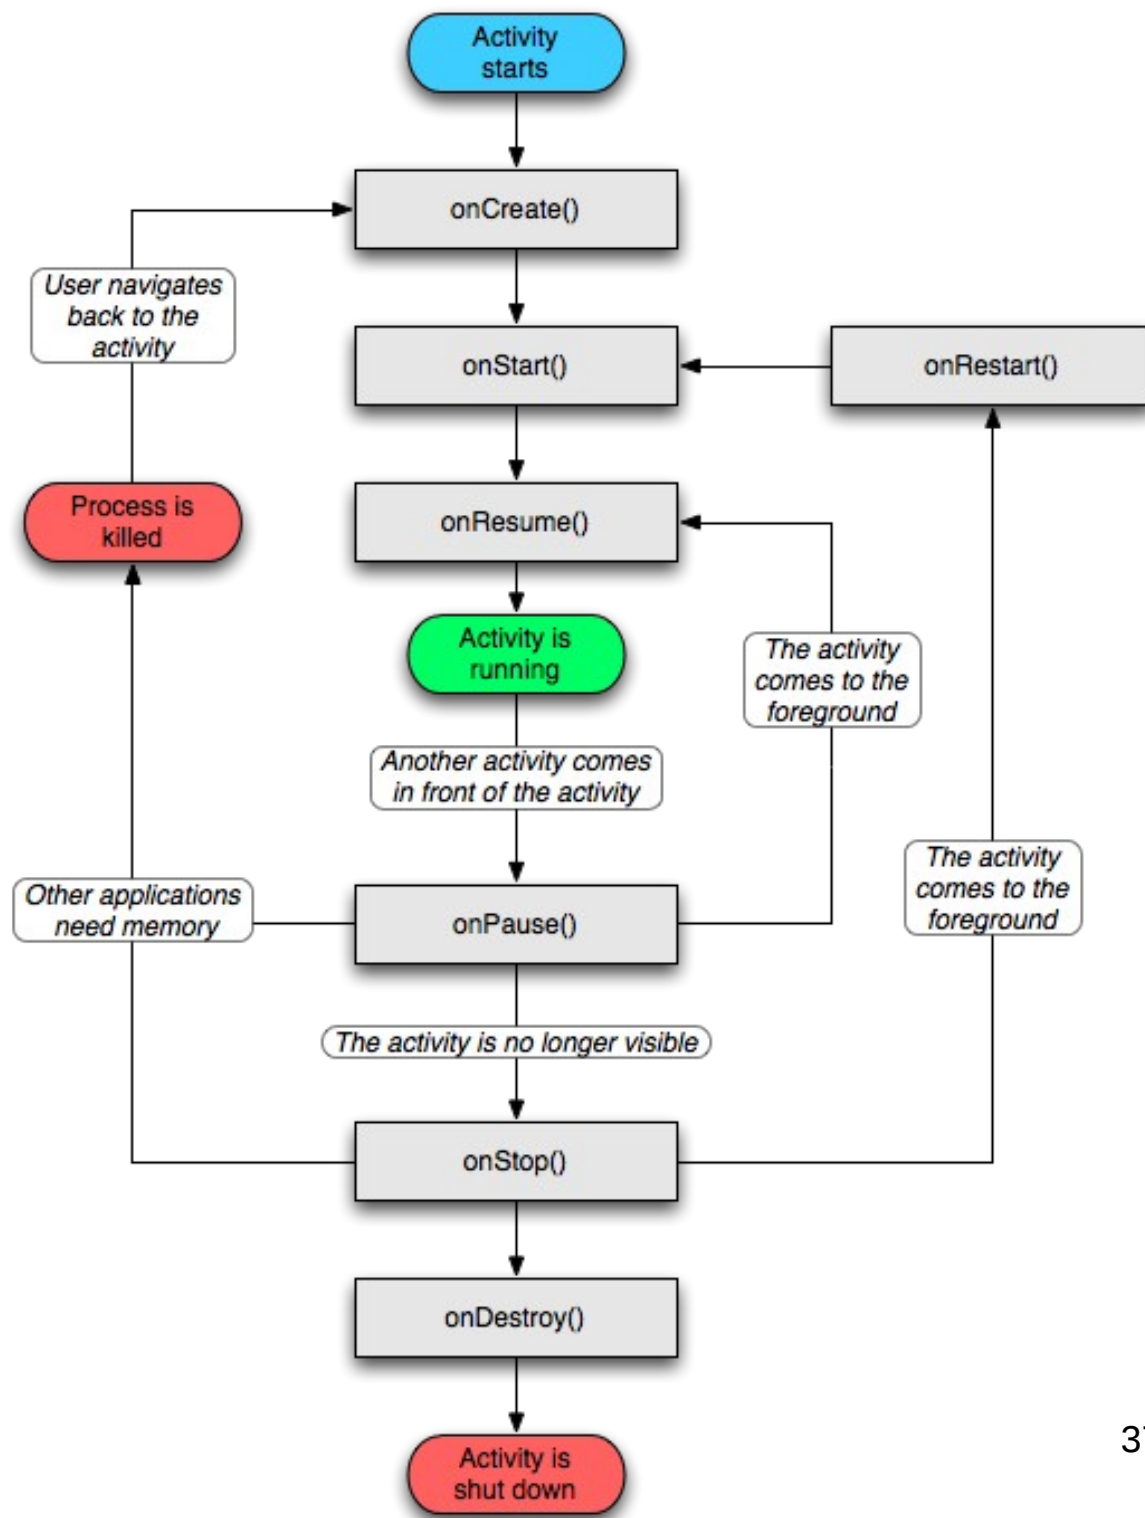 Activity
starts
onCreate()
User navigates
back to the
activity
onStart()
onRestart()
Process is
killed
onResume()
Activity is
running
The activity
comes to the
foreground
Another activity comes
in front of the activity
The activity
comes to the
foreground
Other applications
need memory
onPause()
The activity is no longer visible
onStop()
onDestroy()
Activity is
shut down